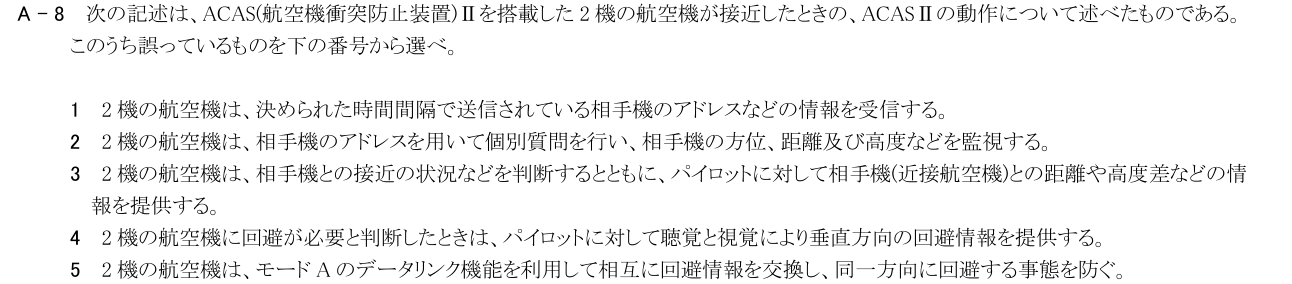 A － 8 次の記述は、ACAS(航空機衝突防止装置)Ⅱを搭載した 2 機の航空機が接近したときの、ACASⅡの動作について述べたものである。
このうち誤っているものを下の番号から選べ。
1 2 機の航空機は、決められた時間間隔で送信されている相手機のアドレスなどの情報を受信する。
2 2 機の航空機は、相手機のアドレスを用いて個別質問を行い、相手機の方位、距離及び高度などを監視する。
3 2 機の航空機は、相手機との接近の状況などを判断するとともに、パイロットに対して相手機(近接航空機)との距離や高度差などの情
報を提供する。
4 2 機の航空機に回避が必要と判断したときは、パイロットに対して聴覚と視覚により垂直方向の回避情報を提供する。
5 2 機の航空機は、モード A のデータリンク機能を利用して相互に回避情報を交換し、同一方向に回避する事態を防ぐ。